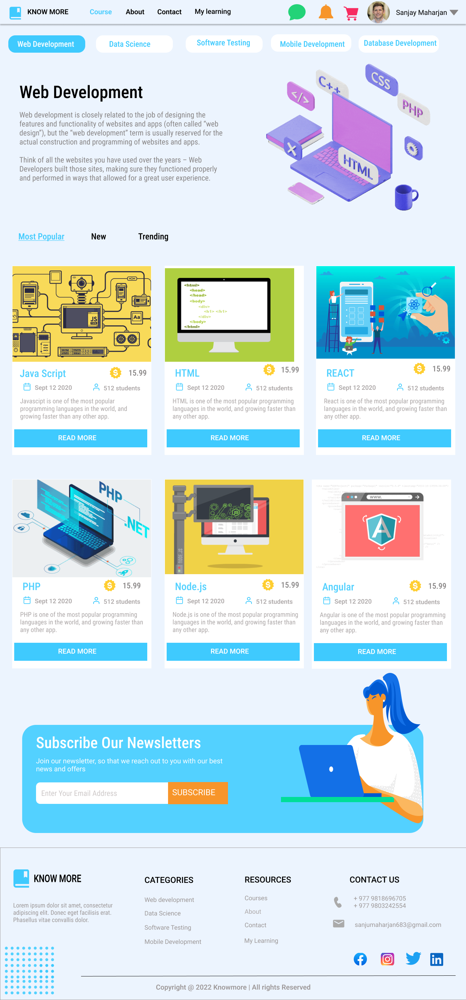 KNOW MORE
Course
About
Contact
My learning
Sanjay Maharjan
Web Development
Data Science
Software Testing
Mobile Development
Database Development
Web Development
Web development is closely related to the job of designing the
features and functionality of websites and apps (often called “web
design”), but the “web development” term is usually reserved for the
actual construction and programming of websites and apps.
Think of all the websites you have used over the years – Web
Developers built those sites, making sure they functioned properly
and performed in ways that allowed for a great user experience.
</>
C++
CSS
PHP
HTML
Most Popular
New
Trending
JS
TIPS
Aa
<html>
<head>
</head>
<body>
<div>
<h1> </h1>
</div>
</body>
</html>
Java Script
15.99
Sept 12 2020
512 students
Javascipt is one of the most popular
programming languages in the world, and
growing faster than any other app.
READ MORE
HTML
15.99
Sept 12 2020
512 students
HTML is one of the most popular programming
languages in the world, and growing faster than
any other app.
READ MORE
REACT
15.99
Sept 12 2020
512 students
React is one of the most popular programming
languages in the world, and growing faster than
any other app.
READ MORE
PHP
.NET
JS
NODE.JS
www.
A
PHP
15.99
Sept 12 2020
512 students
PHP is one of the most popular programming
languages in the world, and growing faster than
any other app.
READ MORE
Node.js
15.99
Sept 12 2020
512 students
Node.js is one of the most popular programming
languages in the world, and growing faster than
any other app.
READ MORE
Angular
15.99
Sept 12 2020
512 students
Angular is one of the most popular programming
languages in the world, and growing faster than
any other app.
READ MORE
Subscribe Our Newsletters
Join our newsletter, so that we reach out to you with our best
news and offers
Enter Your Email Address
SUBSCRIBE
KNOW MORE
Lorem ipsum dolor sit amet, consectetur
adipiscing elit. Donec eget facilisis erat.
Phasellus vitae convallis dolor.
CATEGORIES
Web development
Data Science
Software Testing
Mobile Development
RESOURCES
Courses
About
Contact
My Learning
CONTACT US
+ 977 9818696705
+ 977 9803242554
sanjumaharjan683@gmail.com
Copyright @ 2022 Knowmore | All rights Reserved